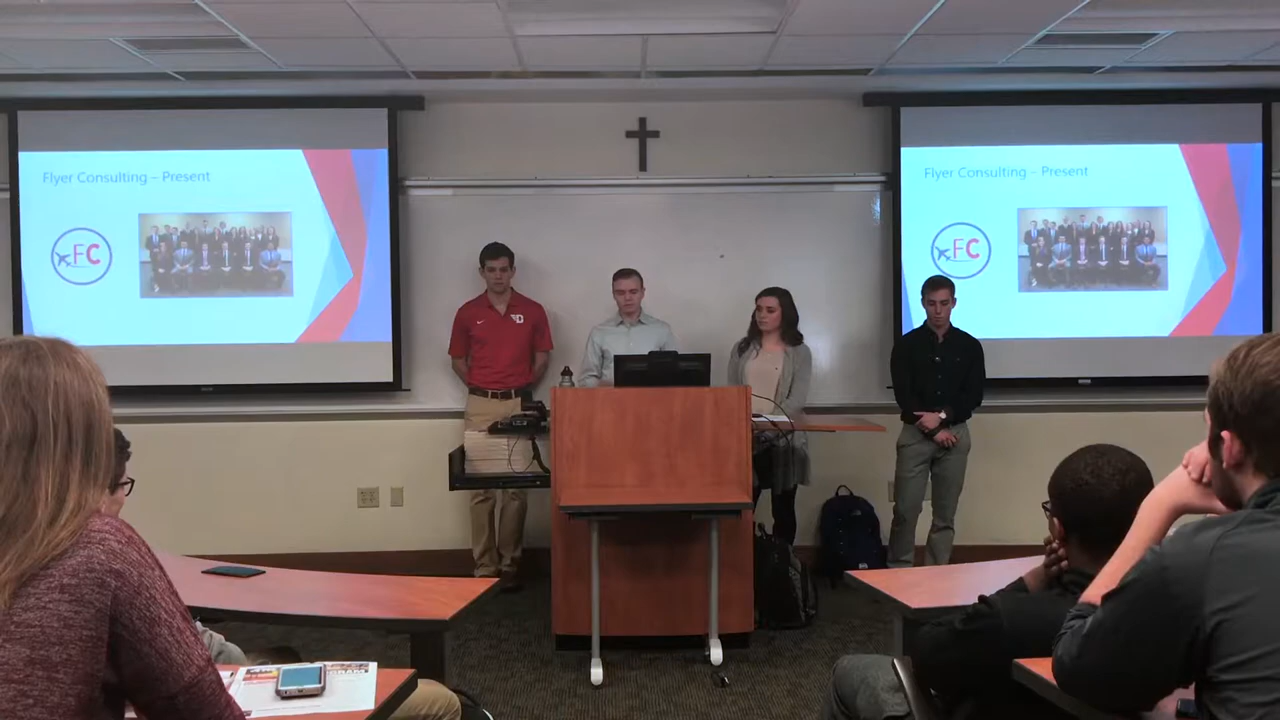 Flyer Consulting – Present
FC
Flyer Consulting – Present
FC
D